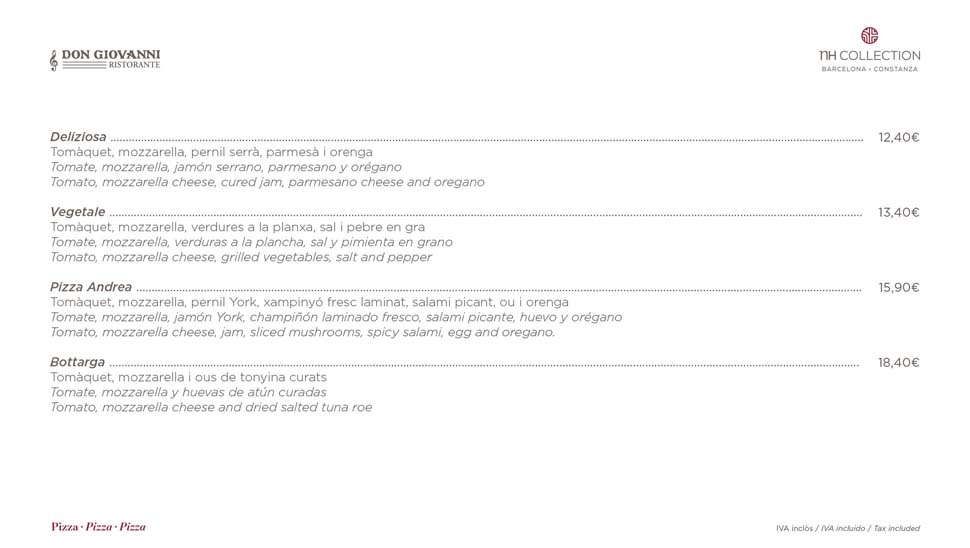 DON GIOVANNI
RISTORANTE
NH COLLECTION
BARCELONA - CONSTANZA
Deliziosa ........ 12,40€
Tomàquet, mozzarella, pernil serrà, parmesà i orenga
Tomate, mozzarella, jamón serrano, parmesano y orégano
Tomato, mozzarella cheese, cured jam, parmesano cheese and oregano
Vegetale ........ 13,40€
Tomàquet, mozzarella, verdures a la planxa, sal i pebre en gra
Tomate, mozzarella, verduras a la plancha, sal y pimienta en grano
Tomato, mozzarella cheese, grilled vegetables, salt and pepper
Pizza Andrea ........ 15,90€
Tomàquet, mozzarella, pernil York, xampinyó fresc laminat, salami picant, ou i orenga
Tomate, mozzarella, jamón York, champiñón laminado fresco, salami picante, huevo y orégano
Tomato, mozzarella cheese, jam, sliced mushrooms, spicy salami, egg and oregano.
Bottarga ........ 18,40€
Tomàquet, mozzarella i ous de tonyina curats
Tomate, mozzarella y huevas de atún curadas
Tomato, mozzarella cheese and dried salted tuna roe
Pizza · Pizza · Pizza
IVA inclòs / IVA incluido / Tax included